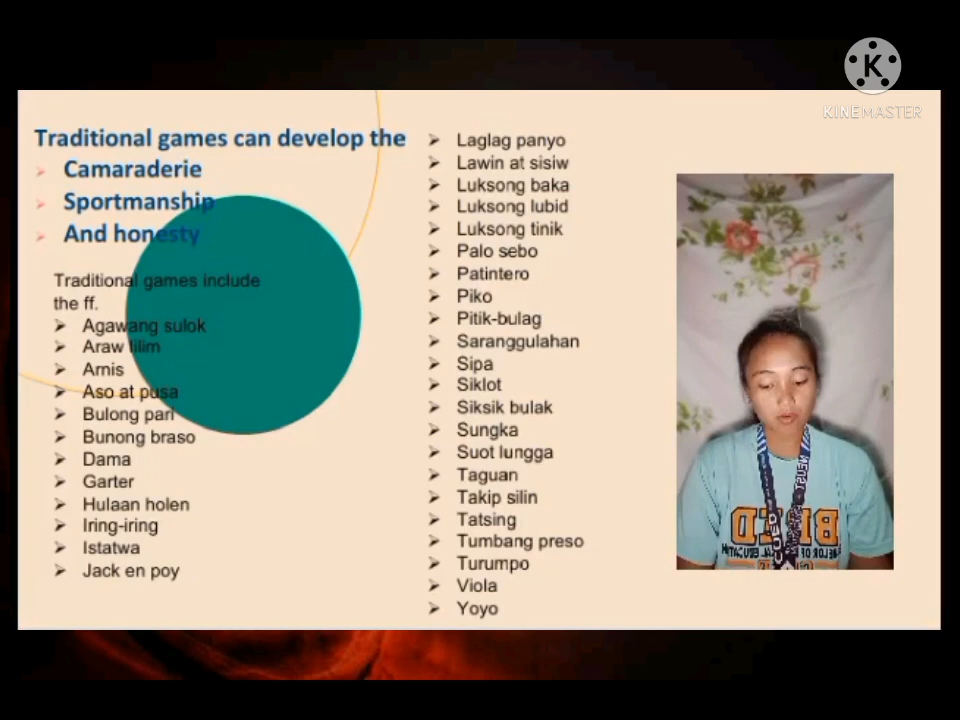 KINEMASTER
Traditional games can develop the
➢ Camaraderie
➢ Sportmanship
➢ And honesty
Traditional games include
the ff.
➢ Agawang sulok
➢ Araw lilim
➢ Arnis
➢ Aso at pusa
➢ Bulong pari
➢ Bunong braso
➢ Dama
➢ Garter
➢ Hulaan holen
➢ Iring-iring
➢ Istatwa
➢ Jack en poy
➢ Laglag panyo
➢ Lawin at sisiw
➢ Luksong baka
➢ Luksong lubid
➢ Luksong tinik
➢ Palo sebo
➢ Patintero
➢ Piko
➢ Pitik-bulag
➢ Saranggulahan
➢ Sipa
➢ Siklot
➢ Siksik bulak
➢ Sungka
➢ Suot lungga
➢ Taguan
➢ Takip silin
➢ Tatsing
➢ Tumbang preso
➢ Turumpo
➢ Viola
➢ Yoyo
NEUST